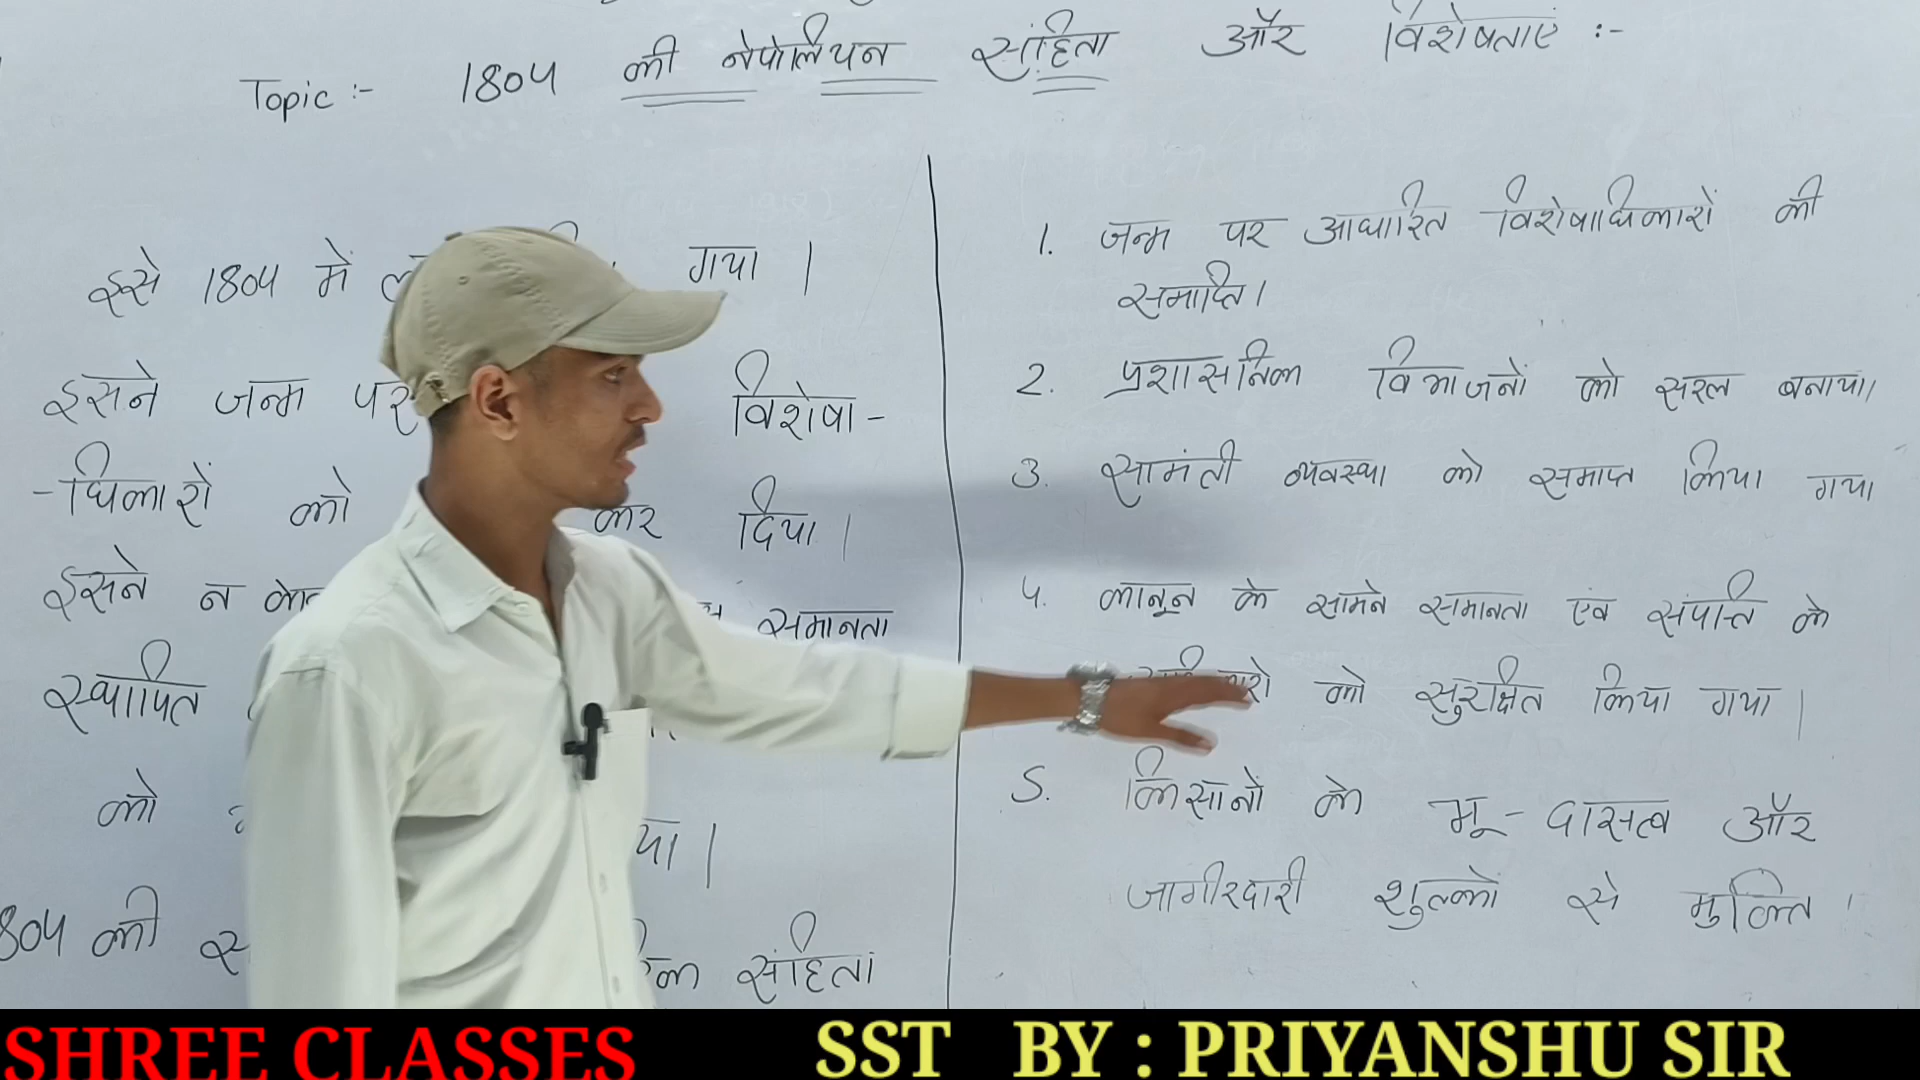 Topic :- 1804 की नेपोलियन संहिता और विशेषताएं :-
इसे 1804 में गया |
इसने जन्म पर विशेषा-
-धिकारों को कर दिया |
इसने न समानता
स्थापित
को
या |
804 की संहिता
1. जन्म पर आधारित विशेषाधिकारों की
समाप्ति।
2. प्रशासनिक विभाजनों को सरल बनाया।
3. सामंती व्यवस्था को समाप्त किया गया
4. कानून के सामने समानता एंव संपत्ति के
को सुरक्षित किया गया |
5. किसानों के भू-दासत्व और
जागीरदारी शुल्कों से मुक्ति ।
SHREE CLASSES SST BY : PRIYANSHU SIR